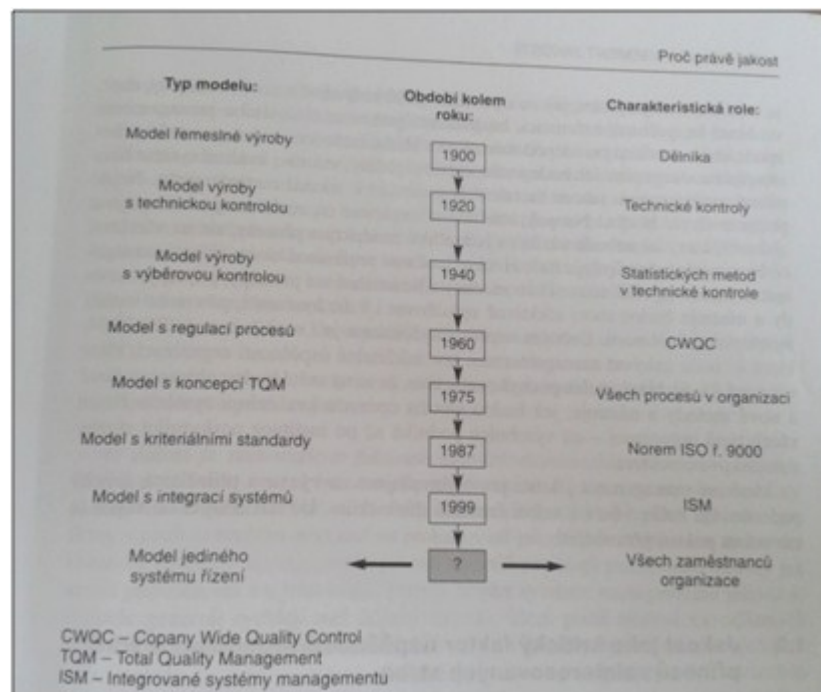 Proč právě jakost
Typ modelu:
Období kolem
roku:
Charakteristická role:
Model řemeslné výroby
1900
Dělníka
Model výroby
s technickou kontrolou
1920
Technické kontroly
Model výroby
s výběrovou kontrolou
1940
Statistických metod
v technické kontrole
Model s regulací procesů
1960
CWQC
Model s koncepcí TQM
1975
Všech procesů v organizaci
Model s kriteriálními standardy
1987
Norem ISO ř. 9000
Model s integrací systémů
1999
ISM
Model jediného
systému řízení
?
Všech zaměstnanců
organizace
CWQC – Copany Wide Quality Control
TQM – Total Quality Management
ISM – Integrované systémy managementu